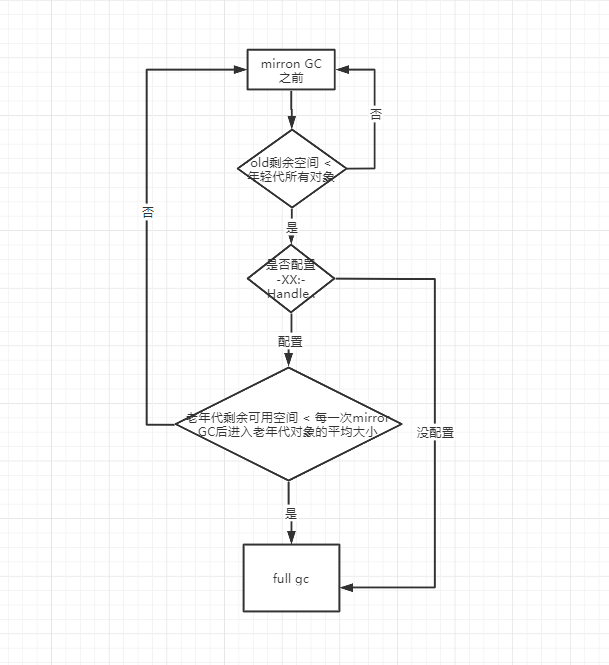 mirron GC
之前
否
old剩余空间 <
年轻代所有对象
否
是
是否配置
-XX:-
Handle.
配置
老年代剩余可用空间 < 每一次mirror
GC后进入老年代对象的平均大小
没配置
是
full gc